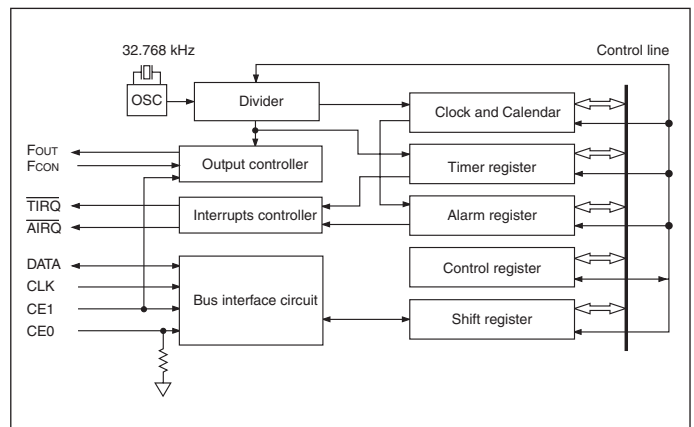 32.768 kHz
Control line
OSC
Divider
Clock and Calendar
FOUT
FCON
Output controller
Timer register
TIRQ
AIRQ
Interrupts controller
Alarm register
DATA
CLK
CE1
CE0
Bus interface circuit
Control register
Shift register